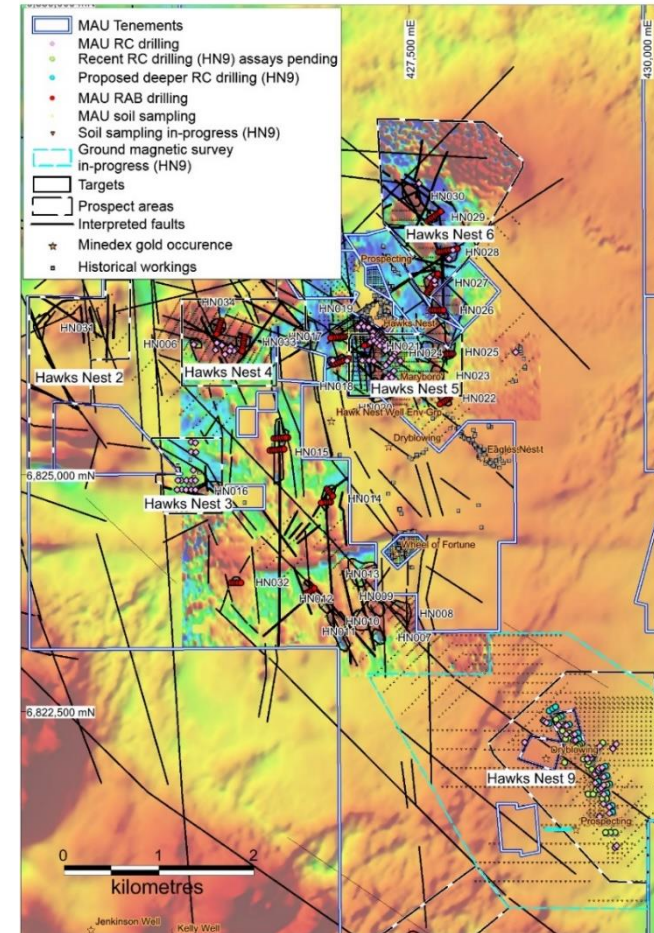 6,830,000 mN
MAU Tenements
MAU RC drilling
Recent RC drilling (HN9) assays pending
Proposed deeper RC drilling (HN9)
MAU RAB drilling
MAU soil sampling
Soil sampling in-progress (HN9)
Ground magnetic survey
in-progress (HN9)
Targets
Prospect areas
Interpreted faults
Minedex gold occurence
Historical workings
427,500 mE
430,000 mE
HN030
HN029
Hawks Nest 6
HN028
Prospecting
HN027
HN026
HN034
HN019
HN031
HN006
HN033
HN017
Hawks Nest
HN021
HN024
HN025
Hawks Nest 2
Hawks Nest 4
HN018
Hawks Nest 5
Maryboro
HN023
HN020
HN022
Hawk Nest Well Env Grp
Dryblowing
Eagles Nest
HN015
6,825,000 mN
HN016
HN014
Hawks Nest 3
Wheel of Fortune
HN013
HN032
HN012
HN009
HN008
HN010
HN011
HN007
6,822,500 mN
Dryblowing
Hawks Nest 9
Prospecting
0 1 2
kilometres
Jenkinson Well
Kelly Well